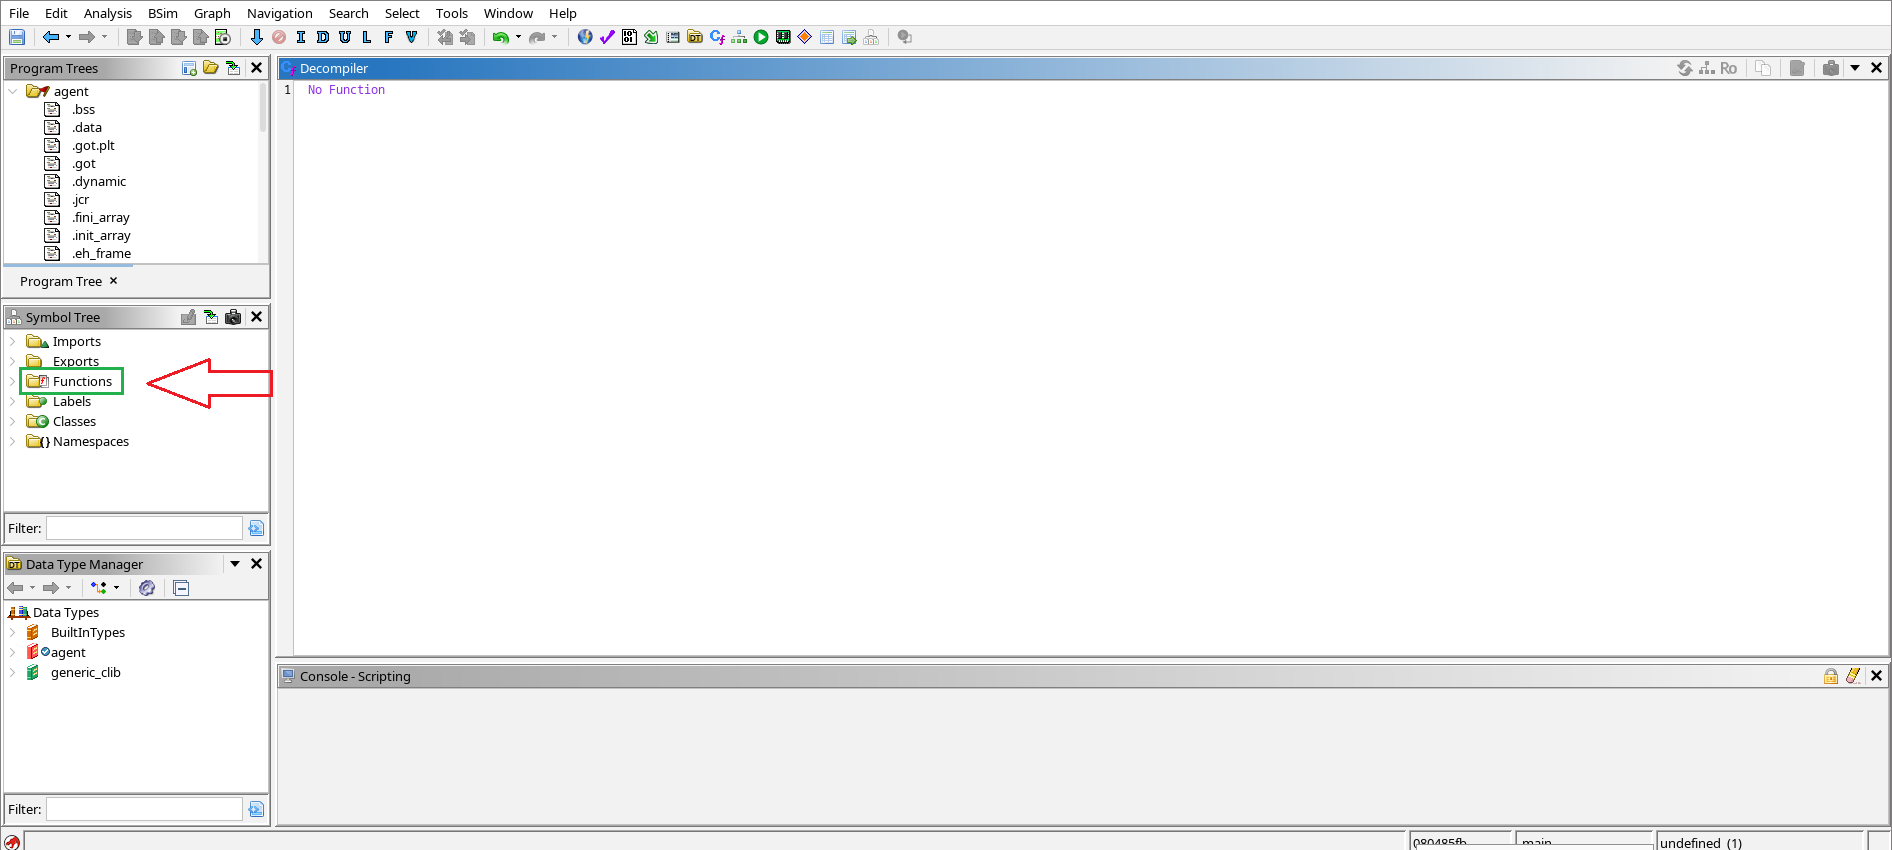 File Edit Analysis BSim Graph Navigation Search Select Tools Window Help
I D U L F V
Program Trees
agent
.bss
.data
.got.plt
.got
.dynamic
.jcr
.fini_array
.init_array
.eh_frame
Program Tree ×
Symbol Tree
Imports
Exports
Functions
Labels
Classes
{} Namespaces
Filter:
DT Data Type Manager
Data Types
BuiltInTypes
agent
generic_clib
Filter:
Decompiler
Ro
1 No Function
Console - Scripting
080485fb main undefined (1)